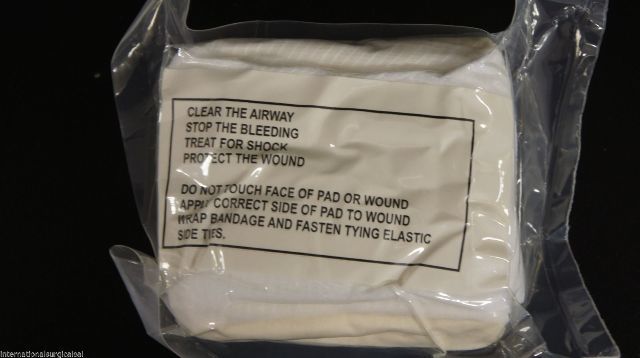 CLEAR THE AIRWAY
STOP THE BLEEDING
TREAT FOR SHOCK
PROTECT THE WOUND
DO NOT TOUCH FACE OF PAD OR WOUND
APPLY CORRECT SIDE OF PAD TO WOUND
WRAP BANDAGE AND FASTEN TYING ELASTIC
SIDE TIES.
internationalsurgicalpal